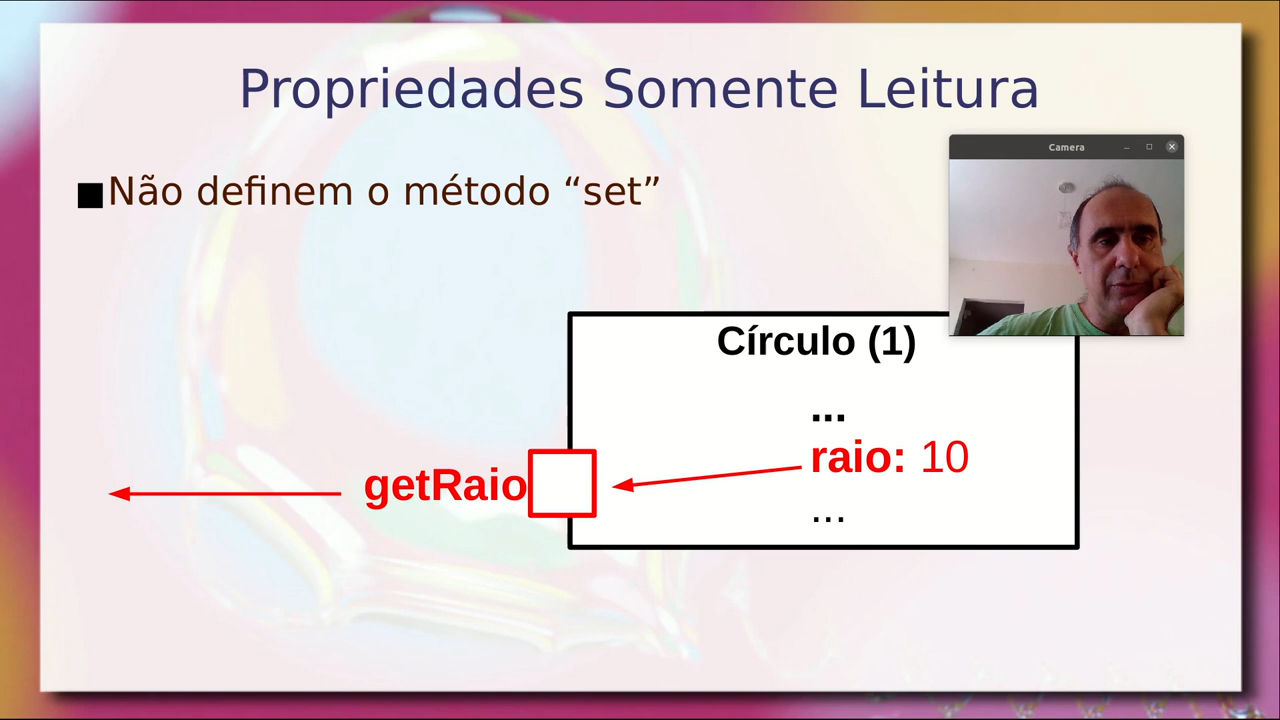 Propriedades Somente Leitura
Camera
■Não definem o método “set”
Círculo (1)
...
raio: 10
getRaio
...